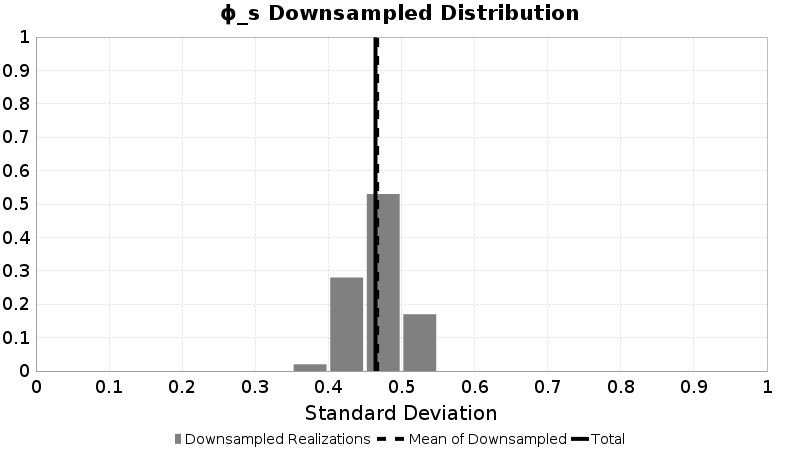 ϕ_s Downsampled Distribution
1
0.9
0.8
0.7
0.6
0.5
0.4
0.3
0.2
0.1
0
0 0.1 0.2 0.3 0.4 0.5 0.6 0.7 0.8 0.9 1
Standard Deviation
Downsampled Realizations Mean of Downsampled Total